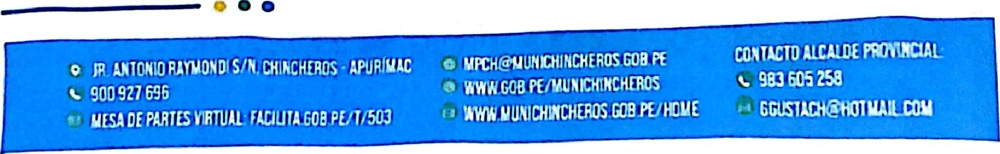 JR. ANTONIO RAYMONDI S/N. CHINCHEROS - APURÍMAC
900 927 696
MESA DE PARTES VIRTUAL: FACILITA.GOB.PE/T/503
MPCH@MUNICHINCHEROS.GOB.PE
WWW.GOB.PE/MUNICHINCHEROS
WWW.MUNICHINCHEROS.GOB.PE/HOME
CONTACTO ALCALDE PROVINCIAL:
983 605 258
GGUSTACH@HOTMAIL.COM